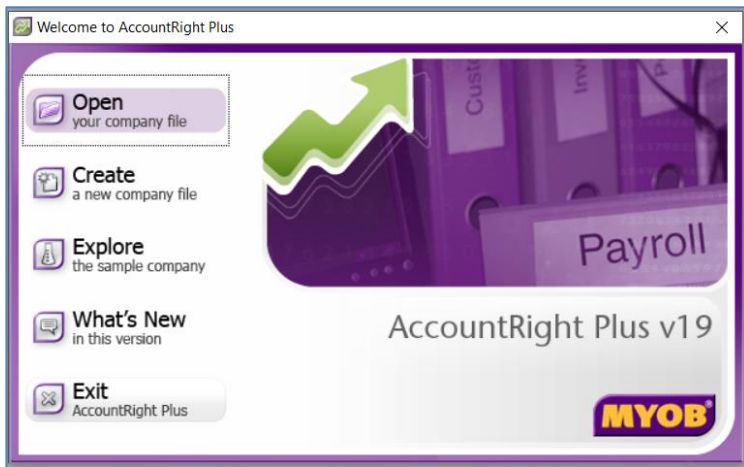 Welcome to AccountRight Plus
Open
your company file
Create
a new company file
Explore
the sample company
What's New
in this version
Exit
AccountRight Plus
Payroll
AccountRight Plus v19
MYOB®